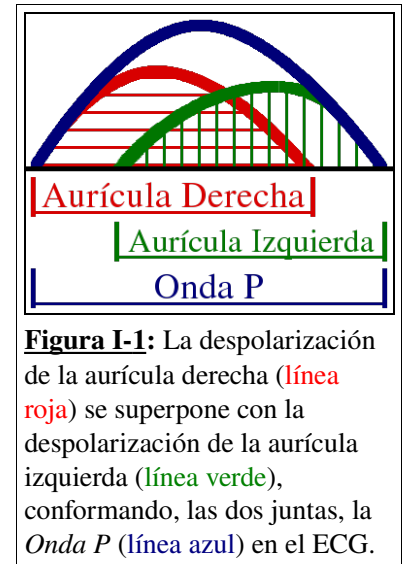 Aurícula Derecha
Aurícula Izquierda
Onda P
Figura I-1: La despolarización
de la aurícula derecha (línea
roja) se superpone con la
despolarización de la aurícula
izquierda (línea verde),
conformando, las dos juntas, la
Onda P (línea azul) en el ECG.